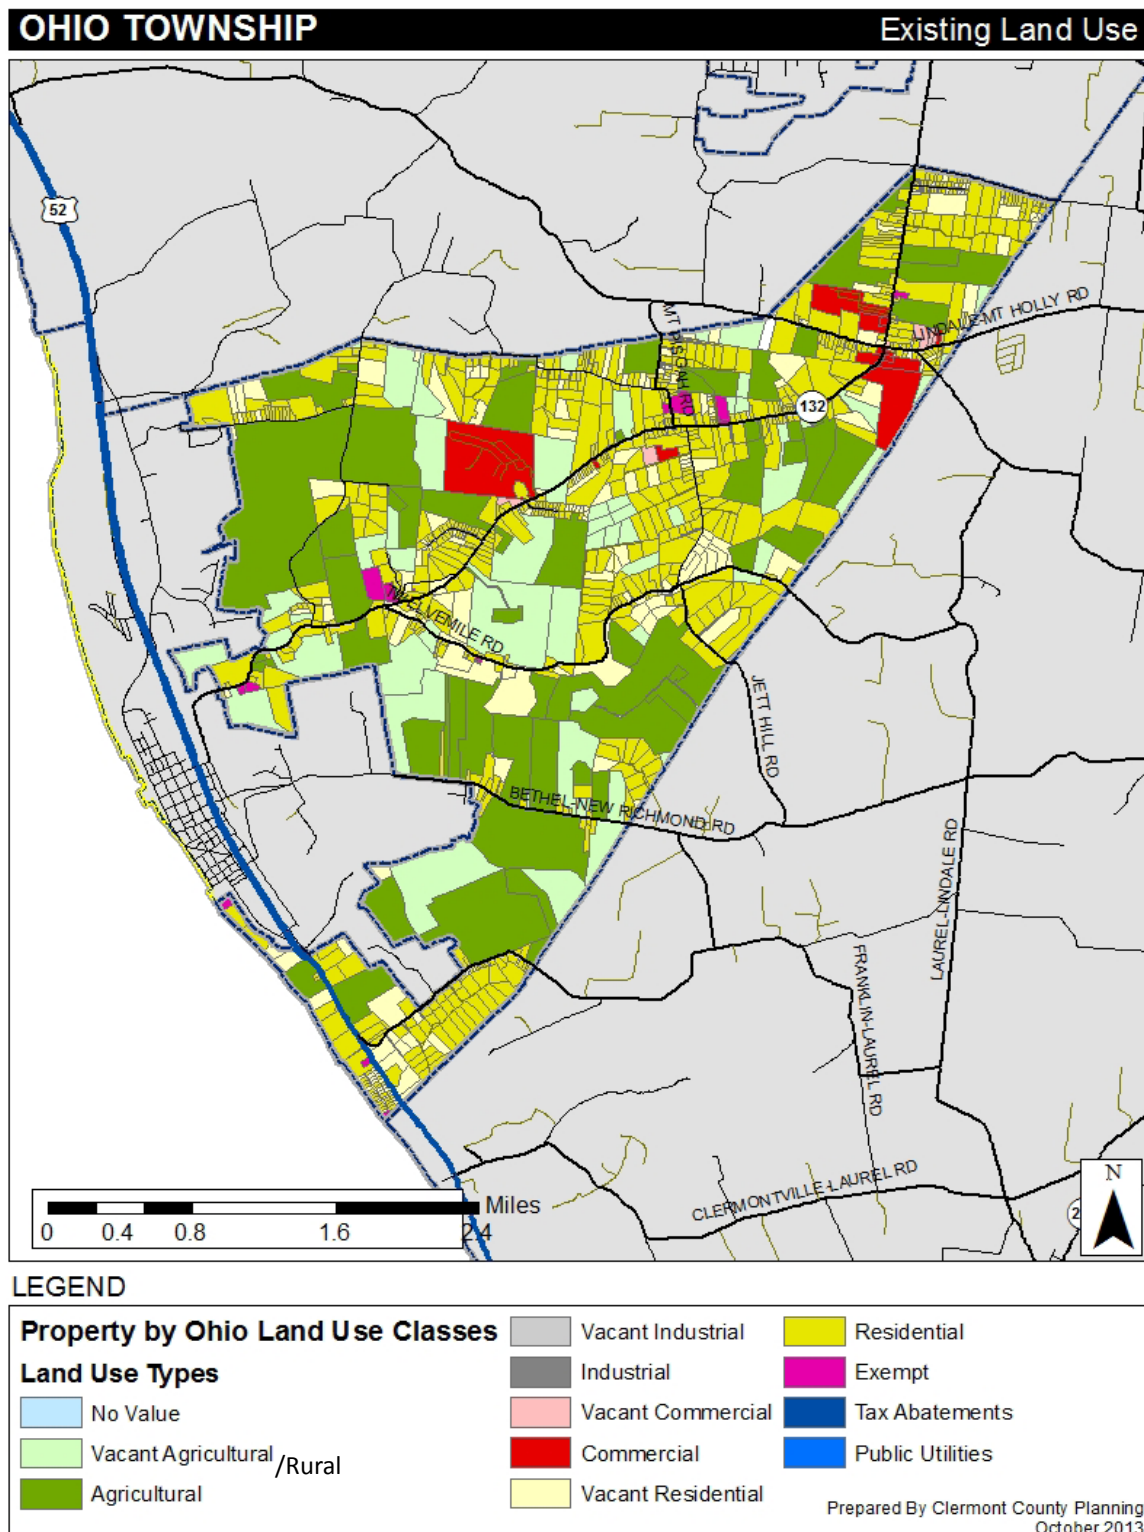 OHIO TOWNSHIP
Existing Land Use
52
MT PISGAH RD
LINDALE-MT HOLLY RD
132
TWELVEMILE RD
JETT HILL RD
BETHEL-NEW RICHMOND RD
LAUREL-LINDALE RD
FRANKLIN-LAUREL RD
CLERMONTVILLE-LAUREL RD
N
2
Miles
0 0.4 0.8 1.6 2.4
LEGEND
Property by Ohio Land Use Classes
Land Use Types
No Value
Vacant Agricultural /Rural
Agricultural
Vacant Industrial
Industrial
Vacant Commercial
Commercial
Vacant Residential
Residential
Exempt
Tax Abatements
Public Utilities
Prepared By Clermont County Planning
October 2013